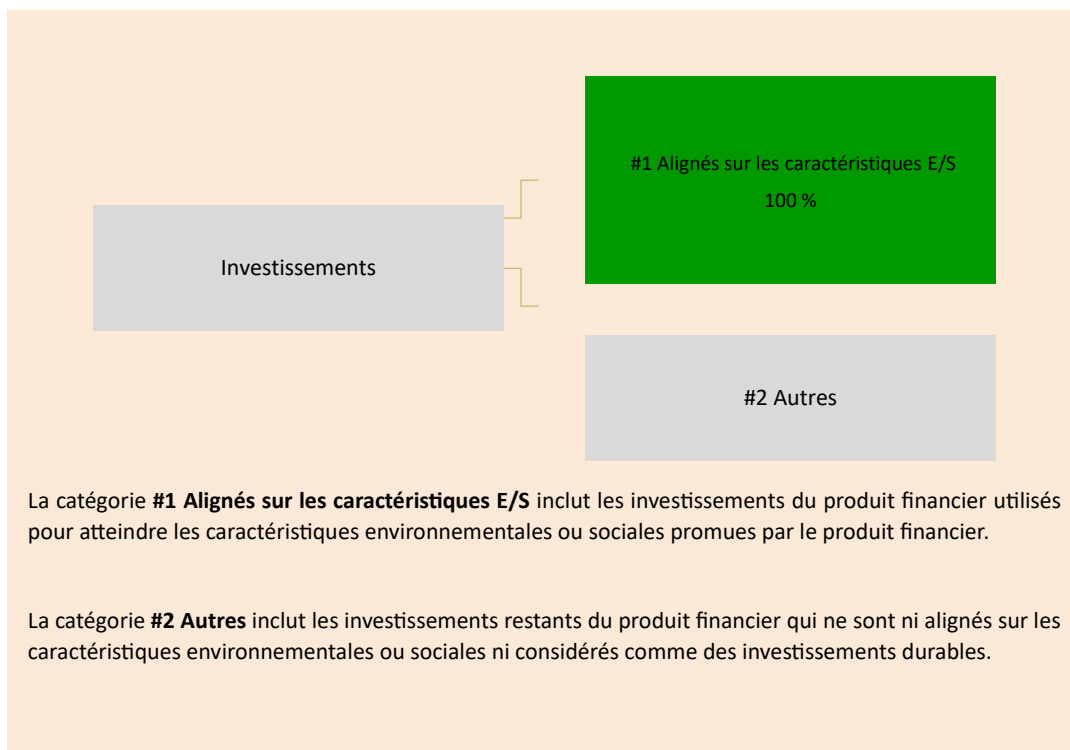 #1 Alignés sur les caractéristiques E/S
100 %
Investissements
#2 Autres
La catégorie #1 Alignés sur les caractéristiques E/S inclut les investissements du produit financier utilisés
pour atteindre les caractéristiques environnementales ou sociales promues par le produit financier.
La catégorie #2 Autres inclut les investissements restants du produit financier qui ne sont ni alignés sur les
caractéristiques environnementales ou sociales ni considérés comme des investissements durables.